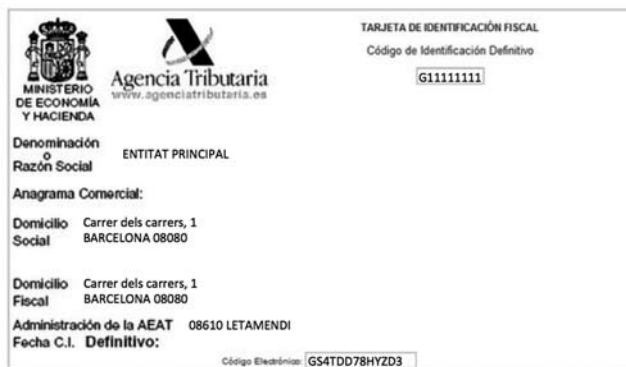 MINISTERIO
DE ECONOMÍA
Y HACIENDA
Agencia Tributaria
www.agenciatributaria.es
TARJETA DE IDENTIFICACIÓN FISCAL
Código de Identificación Definitivo
G11111111
Denominación
o
Razón Social
ENTITAT PRINCIPAL
Anagrama Comercial:
Domicilio
Social
Carrer dels carrers, 1
BARCELONA 08080
Domicilio
Fiscal
Carrer dels carrers, 1
BARCELONA 08080
Administración de la AEAT 08610 LETAMENDI
Fecha C.I. Definitivo:
Código Electrónico: GS4TDD78HYZD3